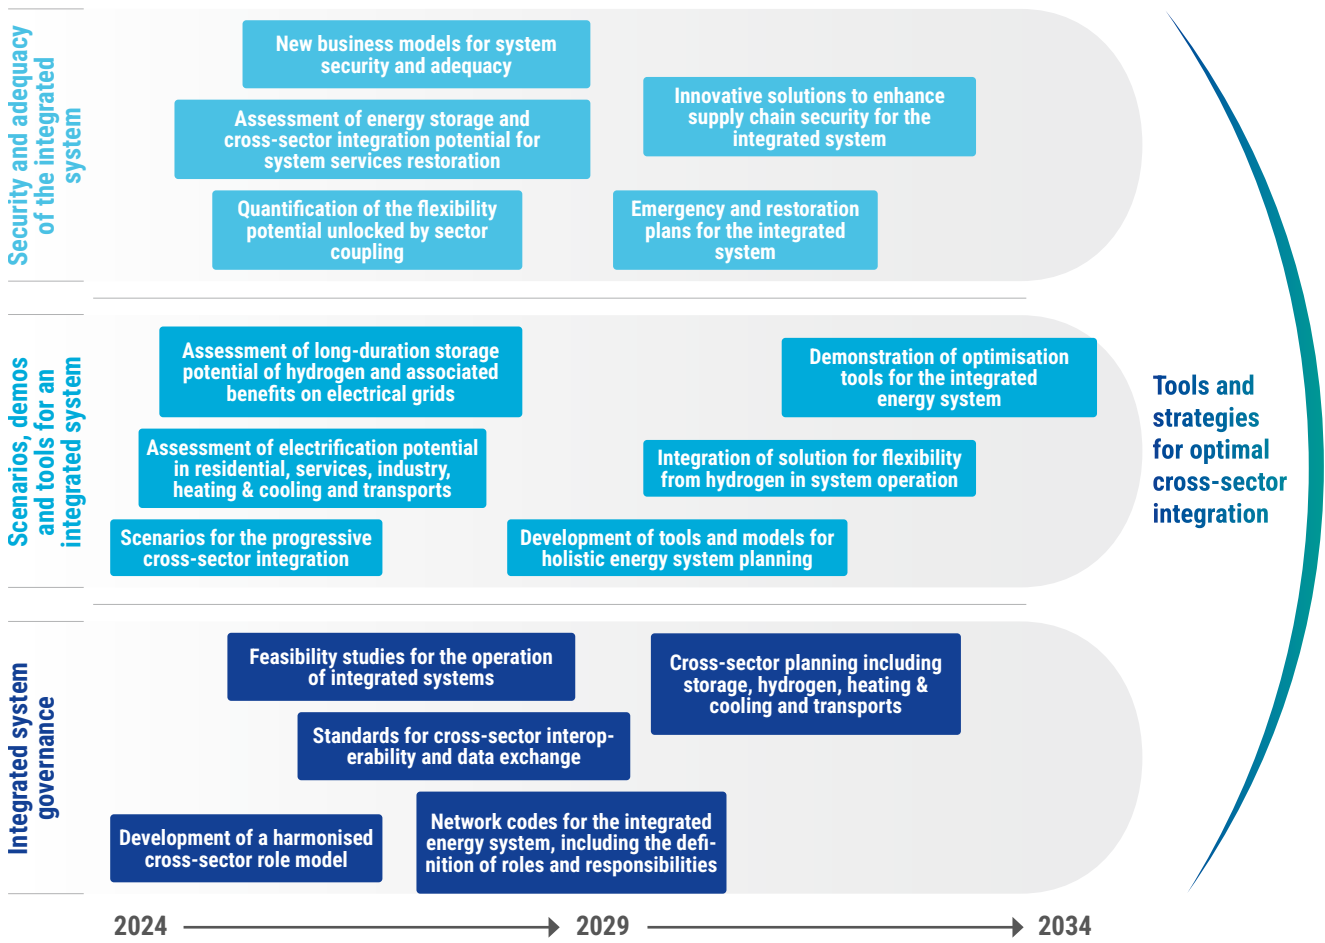 Security and adequacy
of the integrated
system
New business models for system
security and adequacy
Assessment of energy storage and
cross-sector integration potential for
system services restoration
Quantification of the flexibility
potential unlocked by sector
coupling
Innovative solutions to enhance
supply chain security for the
integrated system
Emergency and restoration
plans for the integrated
system
Scenarios, demos
and tools for an
integrated system
Assessment of long-duration storage
potential of hydrogen and associated
benefits on electrical grids
Assessment of electrification potential
in residential, services, industry,
heating & cooling and transports
Scenarios for the progressive
cross-sector integration
Demonstration of optimisation
tools for the integrated
energy system
Integration of solution for flexibility
from hydrogen in system operation
Development of tools and models for
holistic energy system planning
Integrated system
governance
Feasibility studies for the operation
of integrated systems
Standards for cross-sector interop-
erability and data exchange
Development of a harmonised
cross-sector role model
Network codes for the integrated
energy system, including the defi-
nition of roles and responsibilities
Cross-sector planning including
storage, hydrogen, heating &
cooling and transports
Tools and
strategies
for optimal
cross-sector
integration
2024
2029
2034